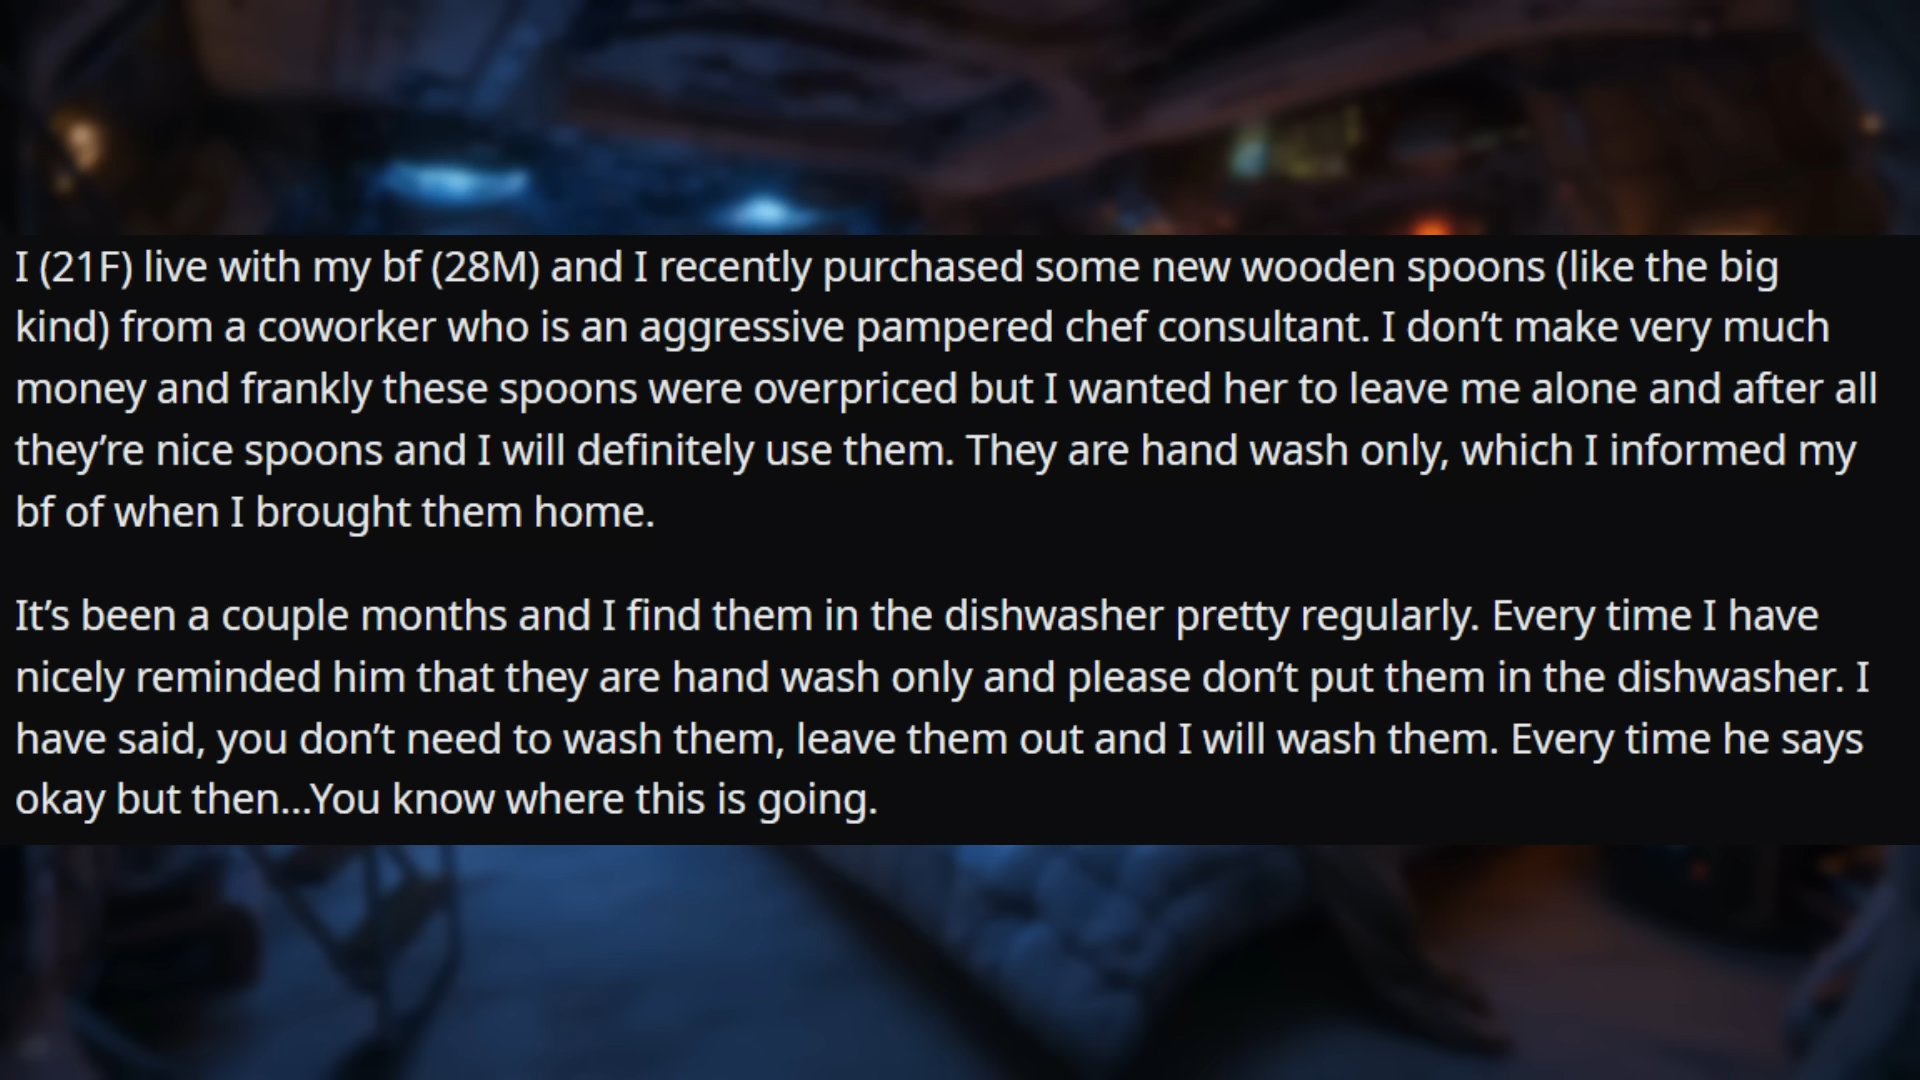 I (21F) live with my bf (28M) and I recently purchased some new wooden spoons (like the big
kind) from a coworker who is an aggressive pampered chef consultant. I don’t make very much
money and frankly these spoons were overpriced but I wanted her to leave me alone and after all
they’re nice spoons and I will definitely use them. They are hand wash only, which I informed my
bf of when I brought them home.
It’s been a couple months and I find them in the dishwasher pretty regularly. Every time I have
nicely reminded him that they are hand wash only and please don’t put them in the dishwasher. I
have said, you don’t need to wash them, leave them out and I will wash them. Every time he says
okay but then...You know where this is going.